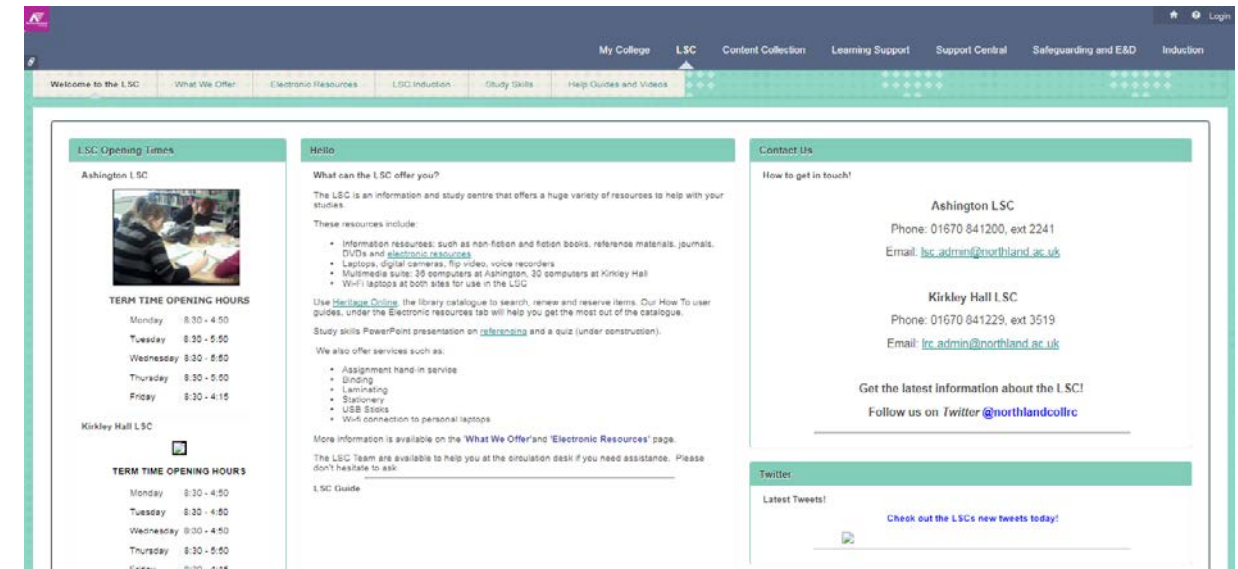 Login
My College LSC Content Collection Learning Support Support Central Safeguarding and E&D Induction
Welcome to the LSC What We Offer Electronic Resources LSC Induction Study Skills Help Guides and Videos
LSC Opening Times
Ashington LSC
TERM TIME OPENING HOURS
Monday 8:30 - 4:50
Tuesday 8:30 - 5:50
Wednesday 8:30 - 5:50
Thursday 8:30 - 5:50
Friday 8:30 - 4:15
Kirkley Hall LSC
TERM TIME OPENING HOURS
Monday 8:30 - 4:50
Tuesday 8:30 - 4:50
Wednesday 8:30 - 4:50
Thursday 8:30 - 5:50
Hello
What can the LSC offer you?
The LSC is an information and study centre that offers a huge variety of resources to help with your
studies.
These resources include:
• Information resources: such as non-fiction and fiction books, reference materials, journals,
DVDs and electronic resources
• Laptops, digital cameras, flip video, voice recorders
• Multimedia suite: 36 computers at Ashington, 30 computers at Kirkley Hall
• Wi-Fi laptops at both sites for use in the LSC
Use Heritage Online, the library catalogue to search, renew and reserve items. Our How To user
guides, under the Electronic resources tab will help you get the most out of the catalogue.
Study skills PowerPoint presentation on referencing and a quiz (under construction).
We also offer services such as:
• Assignment hand-in service
• Binding
• Laminating
• Stationery
• USB Sticks
• Wi-fi connection to personal laptops
More information is available on the 'What We Offer'and 'Electronic Resources' page.
The LSC Team are available to help you at the circulation desk if you need assistance. Please
don't hesitate to ask
LSC Guide
Contact Us
How to get in touch!
Ashington LSC
Phone: 01670 841200, ext 2241
Email: lsc.admin@northland.ac.uk
Kirkley Hall LSC
Phone: 01670 841229, ext 3519
Email: lrc.admin@northland.ac.uk
Get the latest information about the LSC!
Follow us on Twitter @northlandcollrc
Twitter
Latest Tweets!
Check out the LSCs new tweets today!